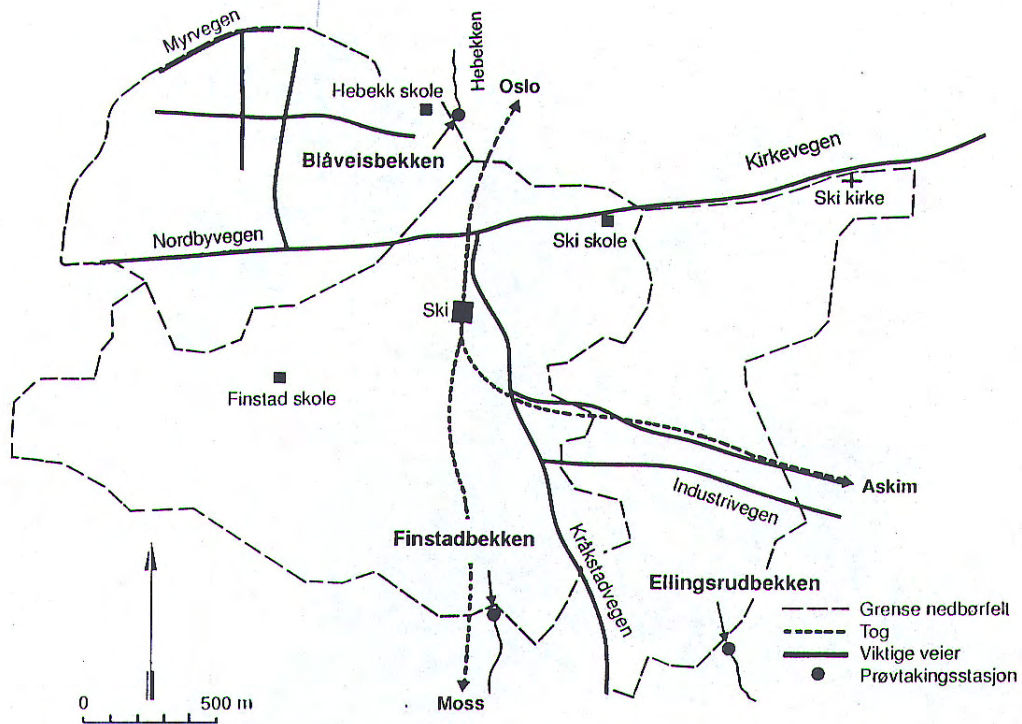 Myrvegen
Hebekken
Hebekk skole
Oslo
Blåveisbekken
Kirkevegen
Ski kirke
Nordbyvegen
Ski skole
Ski
Finstad skole
Askim
Industrivegen
Finstadbekken
Kråkstadvegen
Ellingsrudbekken
Grense nedbørfelt
Tog
Viktige veier
Prøvtakingsstasjon
0 500 m
Moss